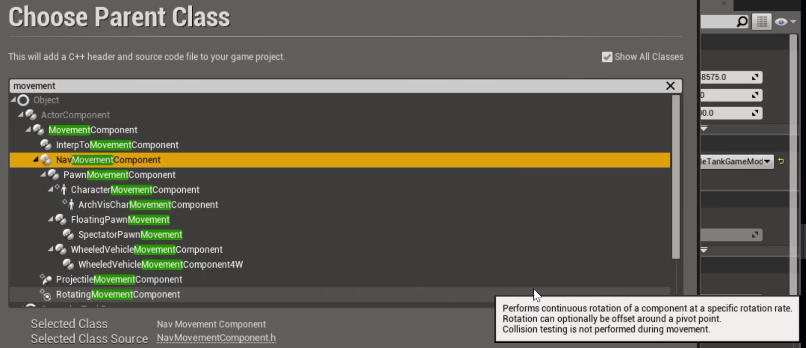 Choose Parent Class
This will add a C++ header and source code file to your game project.
Show All Classes
movement
Object
ActorComponent
MovementComponent
InterpToMovementComponent
NavMovementComponent
PawnMovementComponent
CharacterMovementComponent
ArchVisCharMovementComponent
FloatingPawnMovement
SpectatorPawnMovement
WheeledVehicleMovementComponent
WheeledVehicleMovementComponent4W
ProjectileMovementComponent
RotatingMovementComponent
Selected Class Nav Movement Component
Selected Class Source NavMovementComponent.h
Performs continuous rotation of a component at a specific rotation rate.
Rotation can optionally be offset around a pivot point.
Collision testing is not performed during movement.
8575.0
0
00.0
leTankGameMod